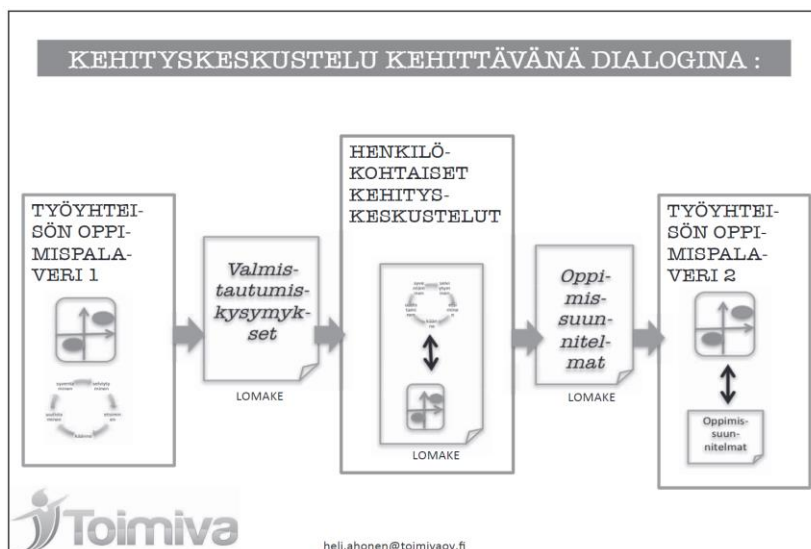 KEHITYSKESKUSTELU KEHITTÄVÄNÄ DIALOGINA :
TYÖYHTEI-
SÖN OPPI-
MISPALA-
VERI 1
Valmis-
tautumis-
kysymyk-
set
LOMAKE
HENKILÖ-
KOHTAISET
KEHITYS-
KESKUSTELUT
LOMAKE
Oppi-
mis-
suun-
nitel-
mat
LOMAKE
TYÖYHTEI-
SÖN OPPI-
MISPALA-
VERI 2
Oppimis-
suun-
nitelmat
Toimiva
heli.ahonen@toimivaoy.fi